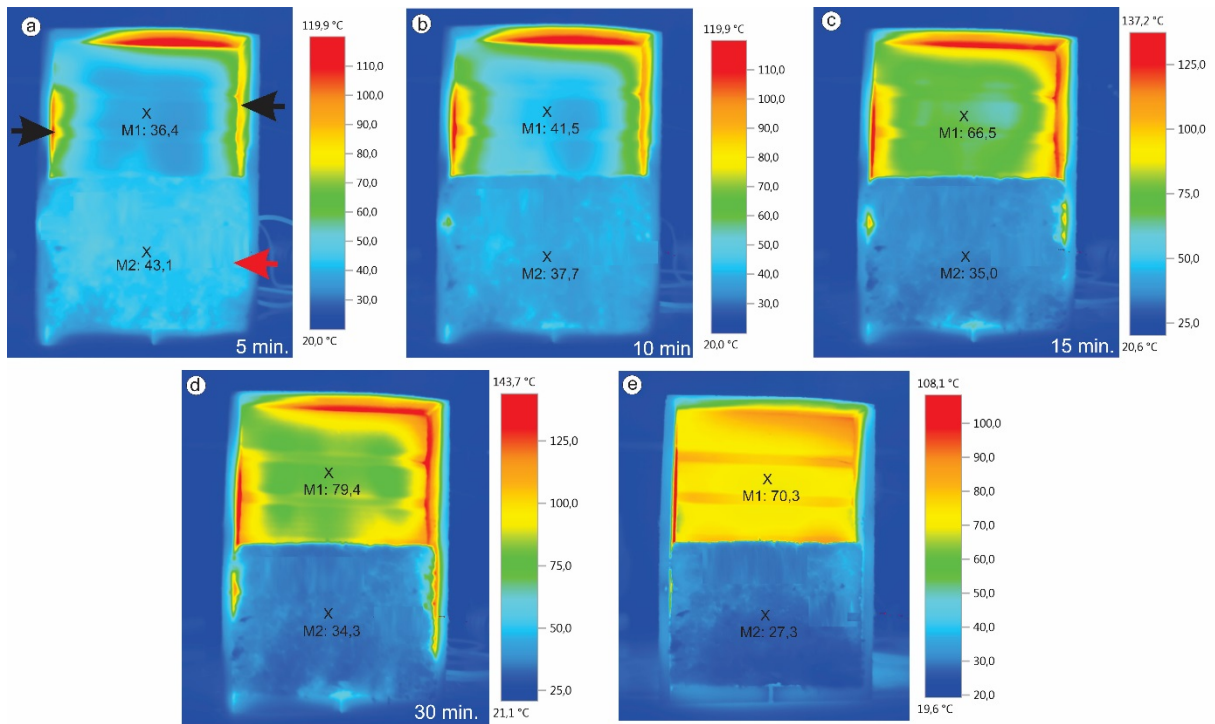 a
119,9 °C
110,0
100,0
90,0
80,0
70,0
60,0
50,0
40,0
30,0
20,0 °C
X
M1: 36,4
X
M2: 43,1
5 min.
b
119,9 °C
110,0
100,0
90,0
80,0
70,0
60,0
50,0
40,0
30,0
20,0 °C
X
M1: 41,5
X
M2: 37,7
10 min.
c
137,2 °C
125,0
100,0
75,0
50,0
25,0
20,6 °C
X
M1: 66,5
X
M2: 35,0
15 min.
d
143,7 °C
125,0
100,0
75,0
50,0
25,0
21,1 °C
X
M1: 79,4
X
M2: 34,3
30 min.
e
108,1 °C
100,0
90,0
80,0
70,0
60,0
50,0
40,0
30,0
20,0
19,6 °C
X
M1: 70,3
X
M2: 27,3